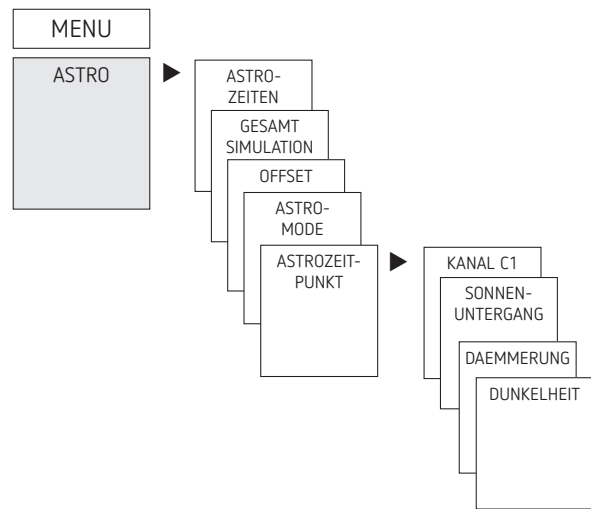 MENU
ASTRO
ASTRO-
ZEITEN
GESAMT
SIMULATION
OFFSET
ASTRO-
MODE
ASTROZEIT-
PUNKT
KANAL C1
SONNEN-
UNTERGANG
DAEMMERUNG
DUNKELHEIT